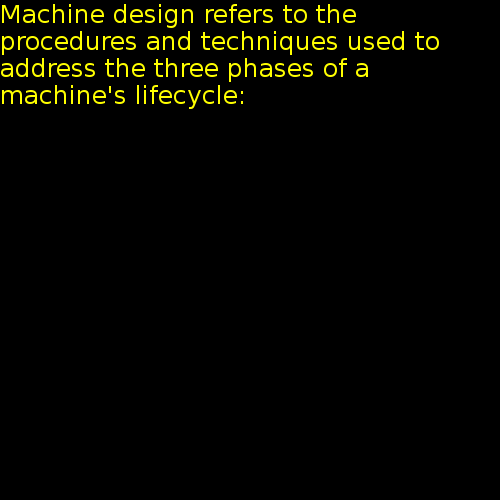 Machine design refers to the
procedures and techniques used to
address the three phases of a
machine's lifecycle: